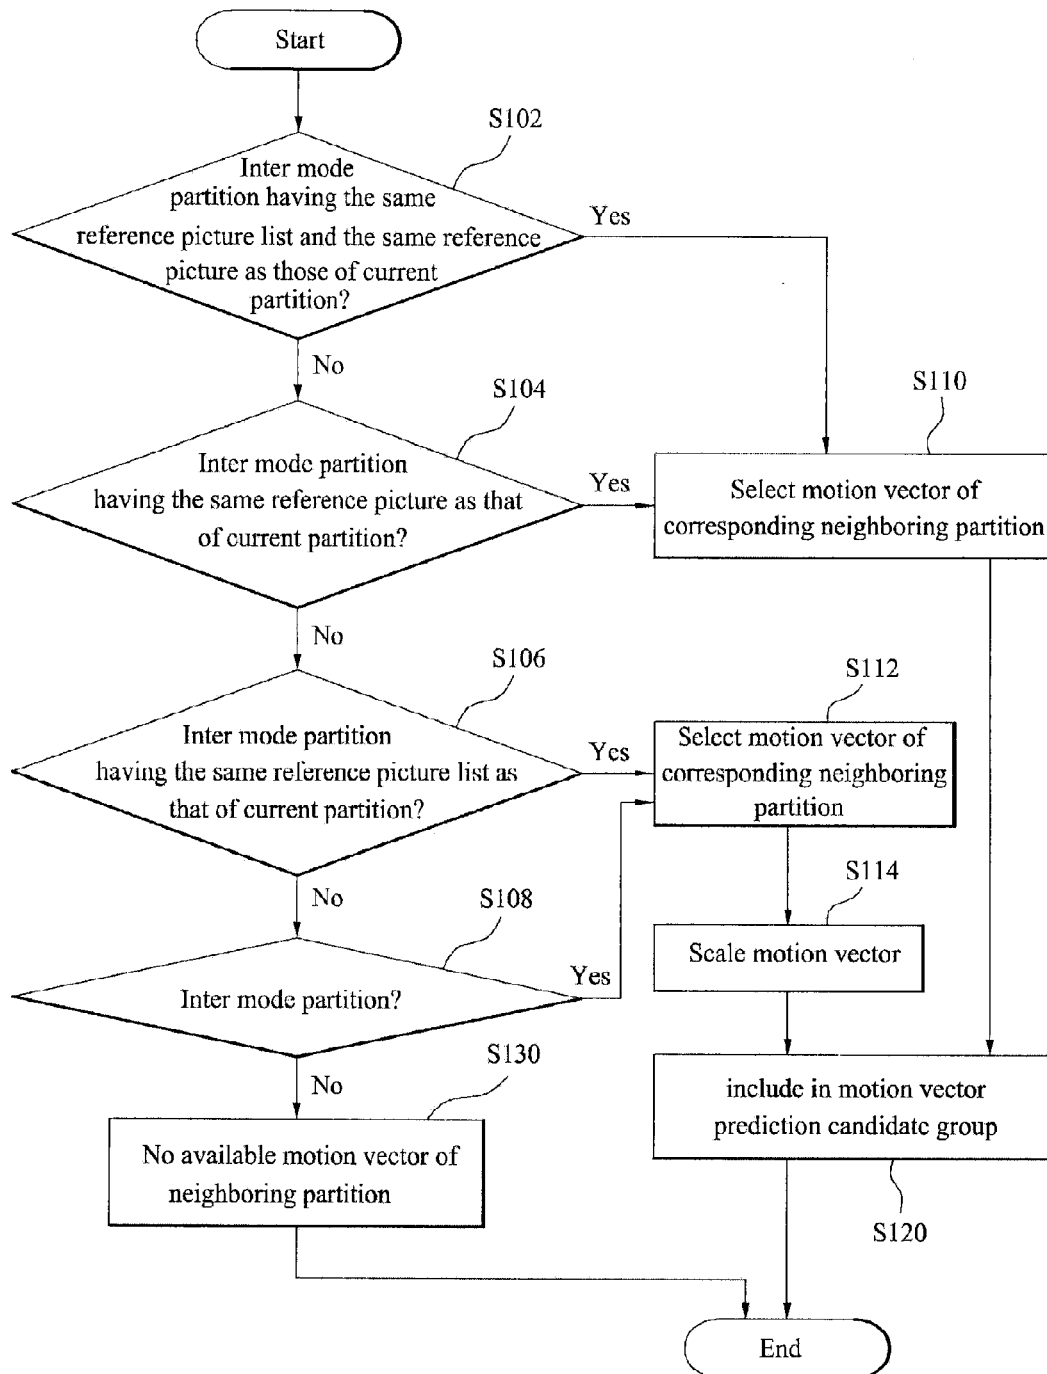 Start
S102
Inter mode
partition having the same
reference picture list and the same reference
picture as those of current
partition?
Yes
No
S104
S110
Inter mode partition
having the same reference picture as that
of current partition?
Yes
Select motion vector of
corresponding neighboring partition
No
S106
S112
Inter mode partition
having the same reference picture list as
that of current partition?
Yes
Select motion vector of
corresponding neighboring
partition
No
S108
S114
Inter mode partition?
Yes
Scale motion vector
No
S130
include in motion vector
prediction candidate group
No available motion vector of
neighboring partition
S120
End